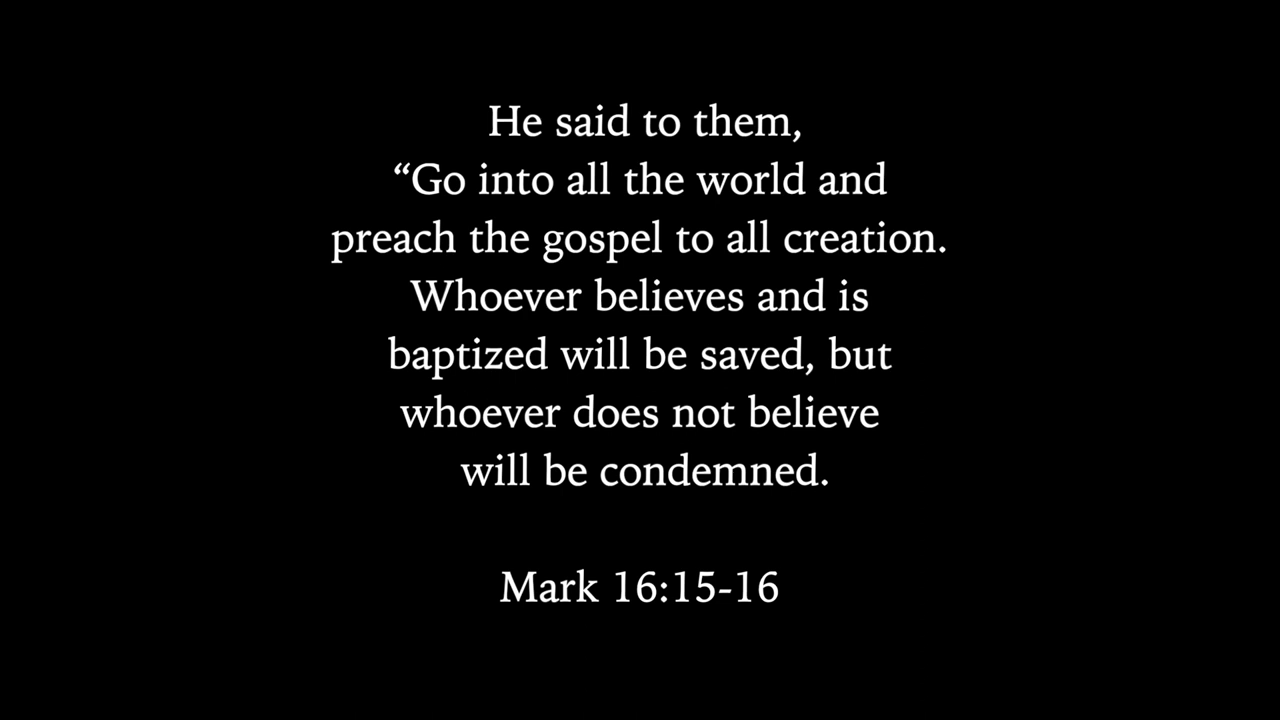 He said to them,
“Go into all the world and
preach the gospel to all creation.
Whoever believes and is
baptized will be saved, but
whoever does not believe
will be condemned.
Mark 16:15-16